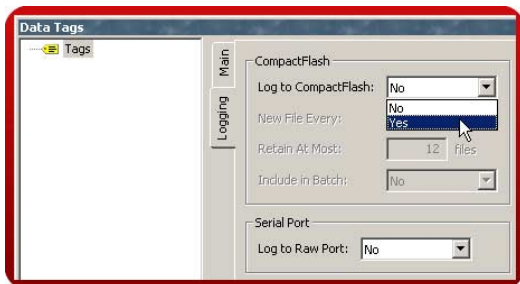 Data Tags
Tags
Main
Logging
CompactFlash
Log to CompactFlash: No
No
Yes
New File Every:
Retain At Most: 12 files
Include in Batch: No
Serial Port
Log to Raw Port: No